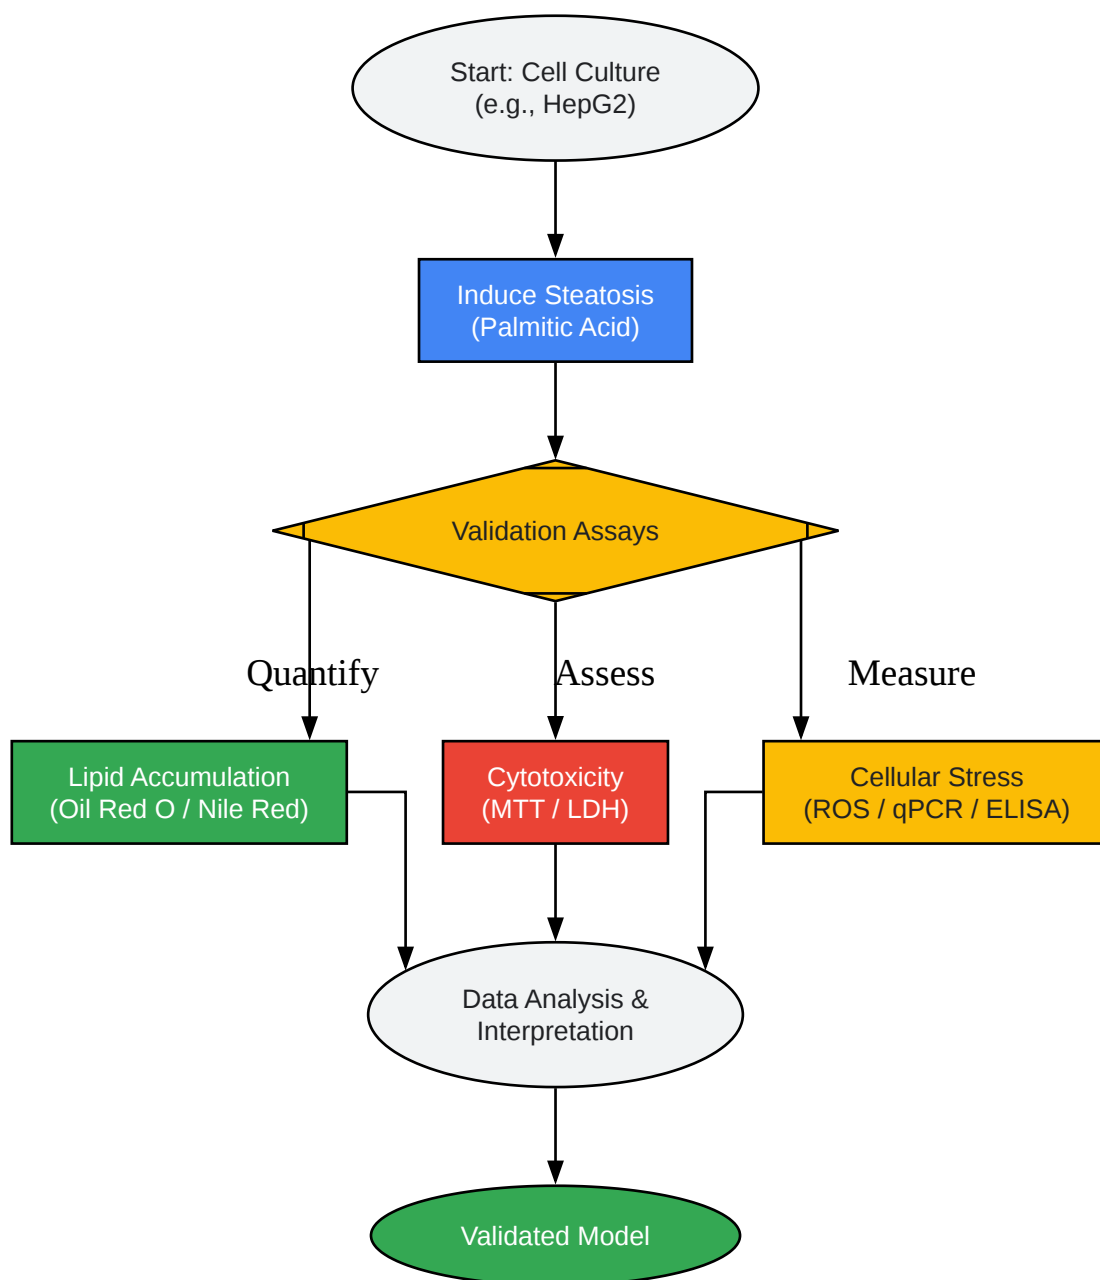 Start: Cell Culture
(e.g., HepG2)
Induce Steatosis
(Palmitic Acid)
Validation Assays
Quantify
Assess
Measure
Lipid Accumulation
(Oil Red O / Nile Red)
Cytotoxicity
(MTT / LDH)
Cellular Stress
(ROS / qPCR / ELISA)
Data Analysis &
Interpretation
Validated Model